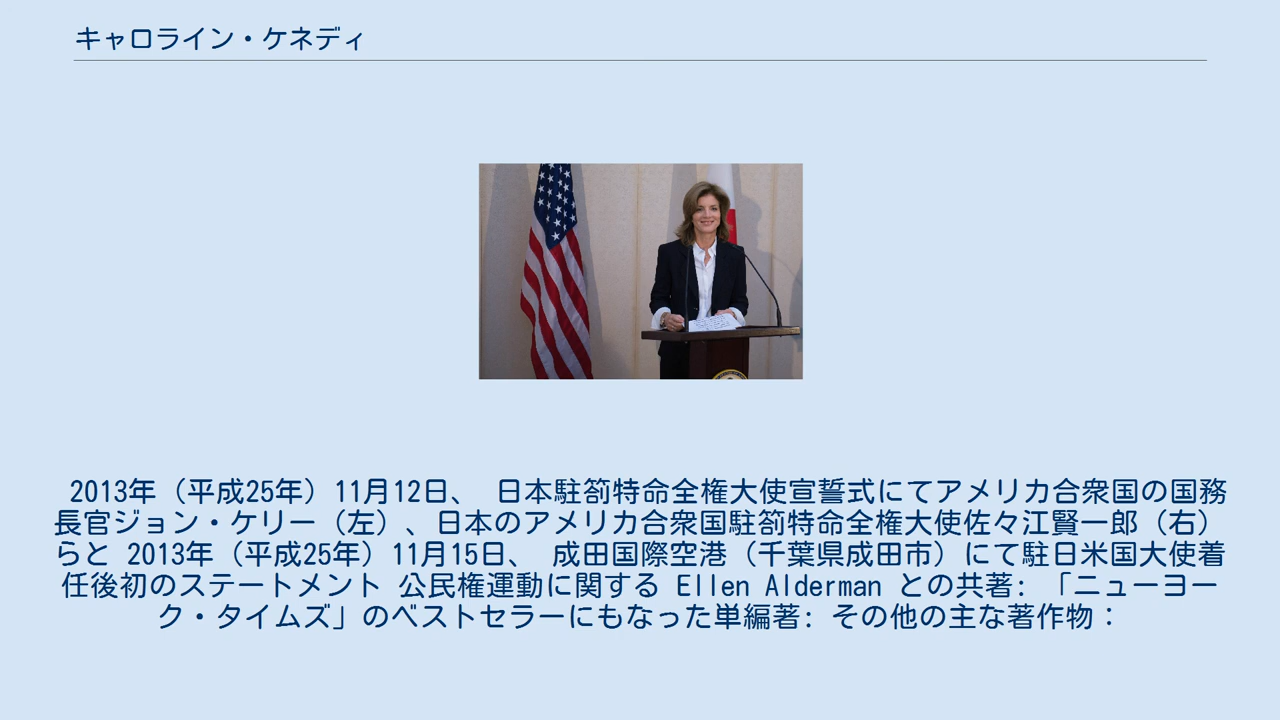 キャロライン・ケネディ
2013年（平成25年）11月12日、 日本駐箚特命全権大使宣誓式にてアメリカ合衆国の国務
長官ジョン・ケリー（左）、日本のアメリカ合衆国駐箚特命全権大使佐々江賢一郎（右）
らと 2013年（平成25年）11月15日、 成田国際空港（千葉県成田市）にて駐日米国大使着
任後初のステートメント 公民権運動に関する Ellen Alderman との共著: 「ニューヨー
ク・タイムズ」のベストセラーにもなった単編著: その他の主な著作物：